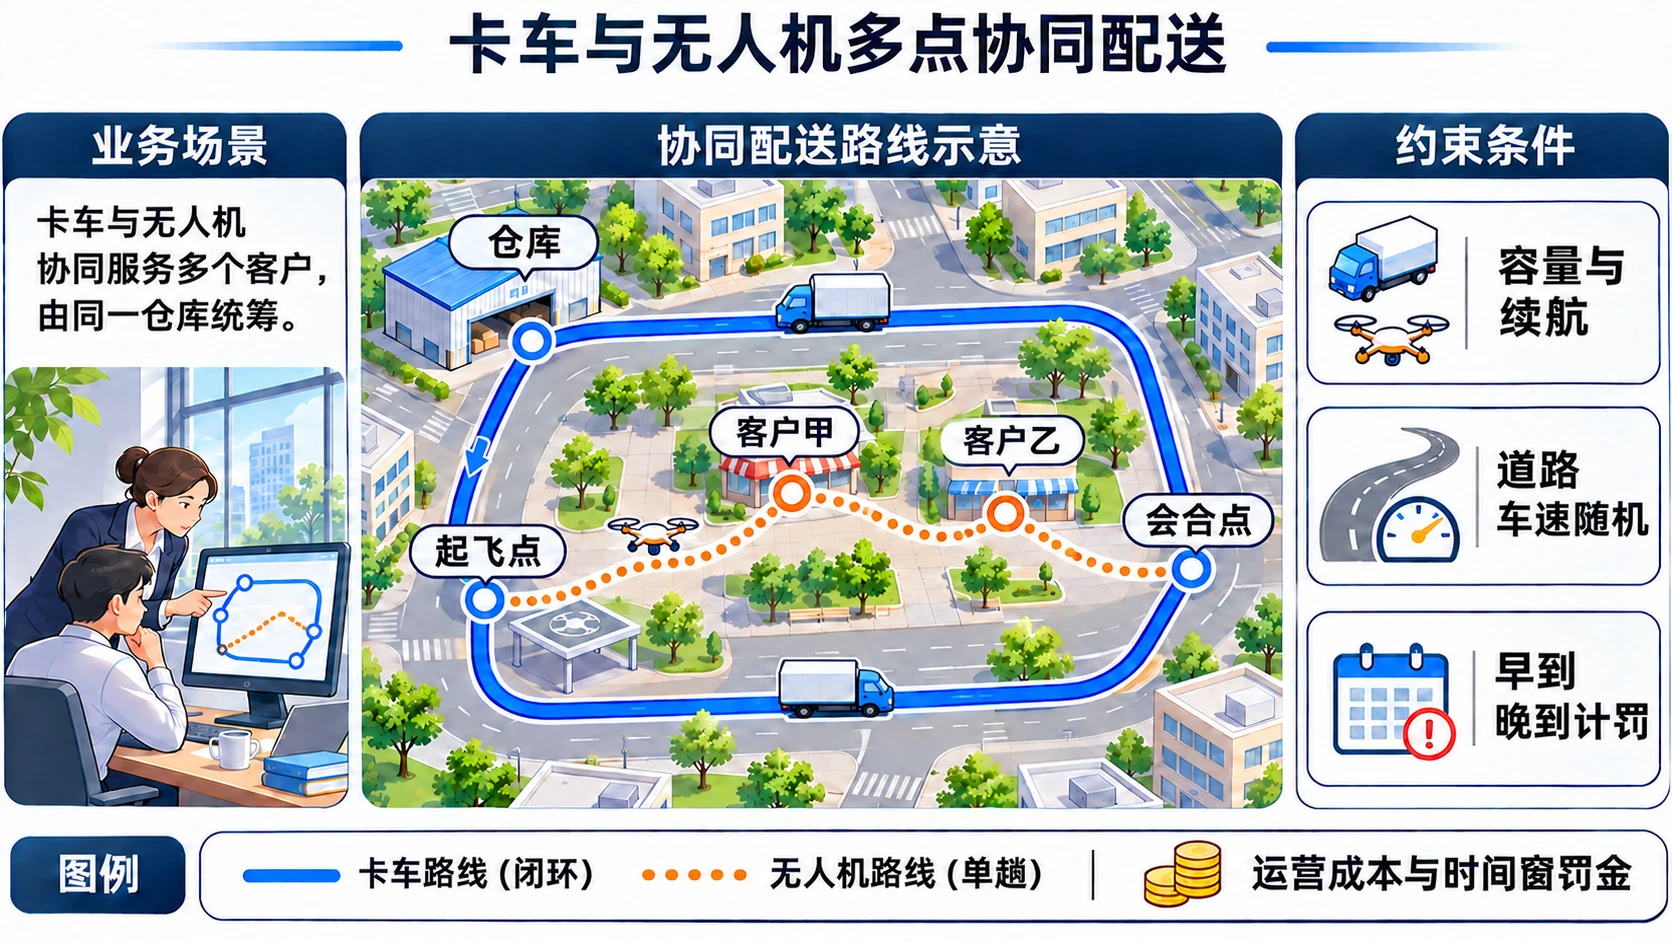 卡车与无人机多点协同配送
业务场景
卡车与无人机
协同服务多个客户，
由同一仓库统筹。
协同配送路线示意
仓库
客户甲
客户乙
起飞点
会合点
约束条件
容量与
续航
道路
车速随机
早到
晚到计罚
图例
卡车路线 (闭环)
无人机路线 (单趟)
运营成本与时间窗罚金